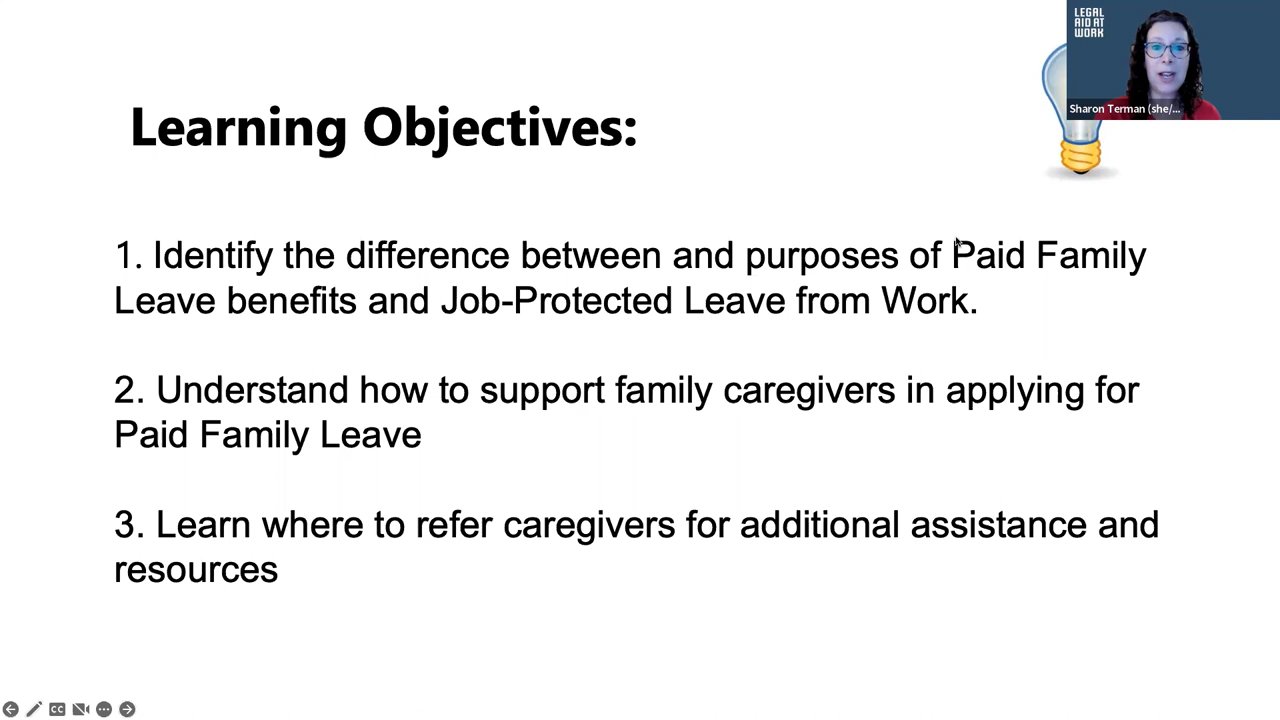 LEGAL
AID AT
WORK
Sharon Terman (she/...
Learning Objectives:
1. Identify the difference between and purposes of Paid Family
Leave benefits and Job-Protected Leave from Work.
2. Understand how to support family caregivers in applying for
Paid Family Leave
3. Learn where to refer caregivers for additional assistance and
resources
CC